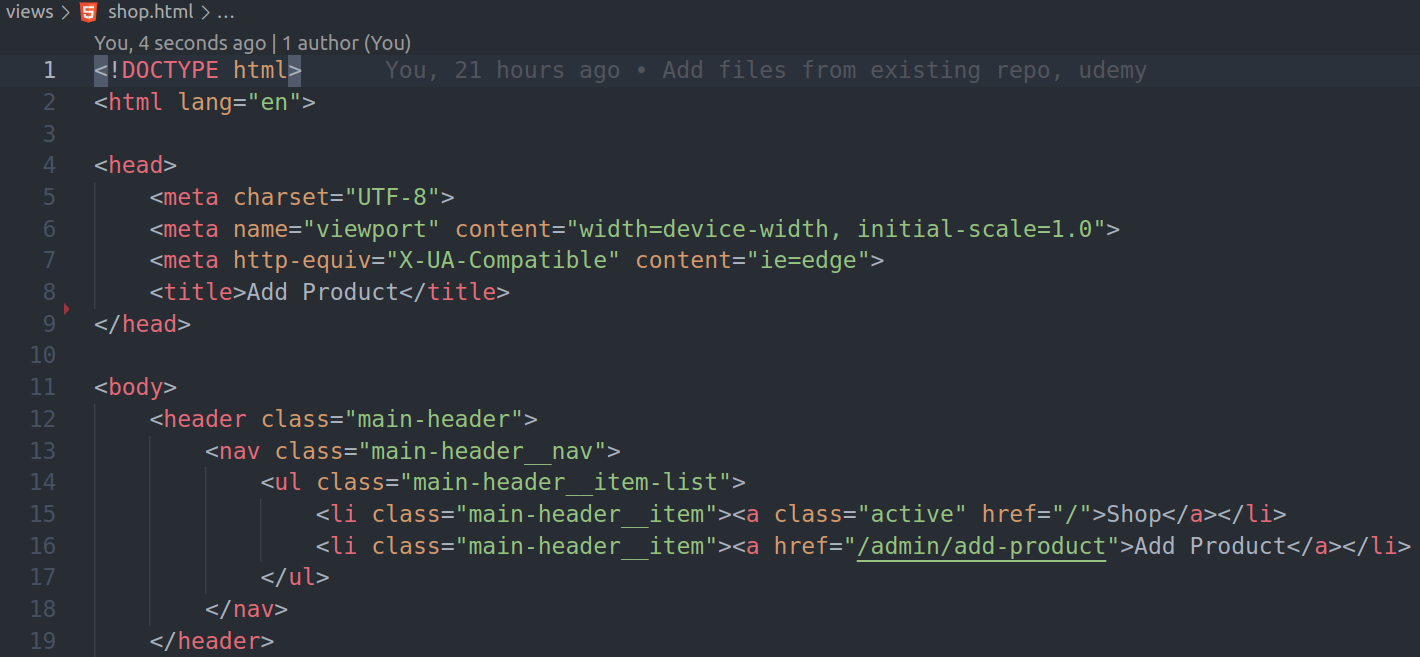 views > shop.html > ...
You, 4 seconds ago | 1 author (You)
1 <!DOCTYPE html> You, 21 hours ago • Add files from existing repo, udemy
2 <html lang="en">
3
4 <head>
5 <meta charset="UTF-8">
6 <meta name="viewport" content="width=device-width, initial-scale=1.0">
7 <meta http-equiv="X-UA-Compatible" content="ie=edge">
8 <title>Add Product</title>
9 </head>
10
11 <body>
12 <header class="main-header">
13 <nav class="main-header__nav">
14 <ul class="main-header__item-list">
15 <li class="main-header__item"><a class="active" href="/">Shop</a></li>
16 <li class="main-header__item"><a href="/admin/add-product">Add Product</a></li>
17 </ul>
18 </nav>
19 </header>